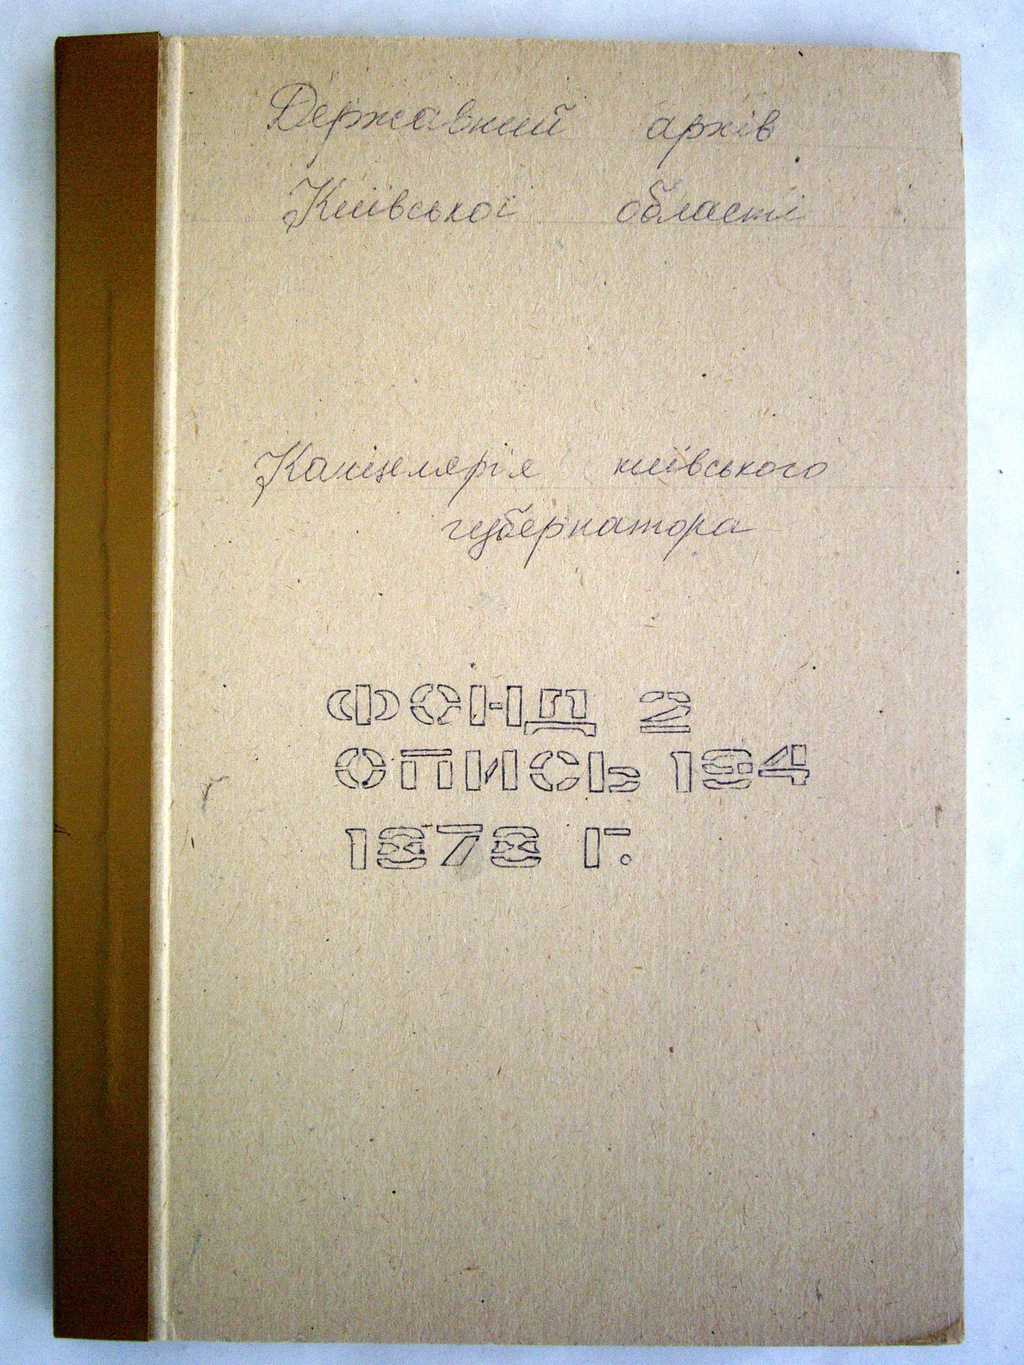 Державний архів
Київської області
Канцелярія київського
губернатора
ФОНД 2
ОПИСЬ 194
1878 Г.